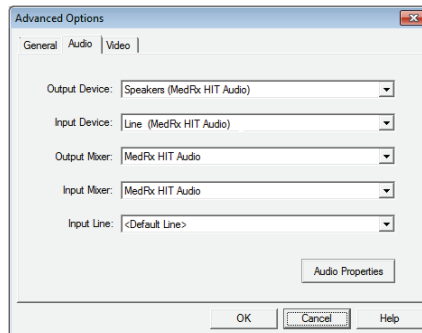 Advanced Options
General Audio Video
Output Device: Speakers (MedRx HIT Audio)
Input Device: Line (MedRx HIT Audio)
Output Mixer: MedRx HIT Audio
Input Mixer: MedRx HIT Audio
Input Line: <Default Line>
Audio Properties
OK Cancel Help